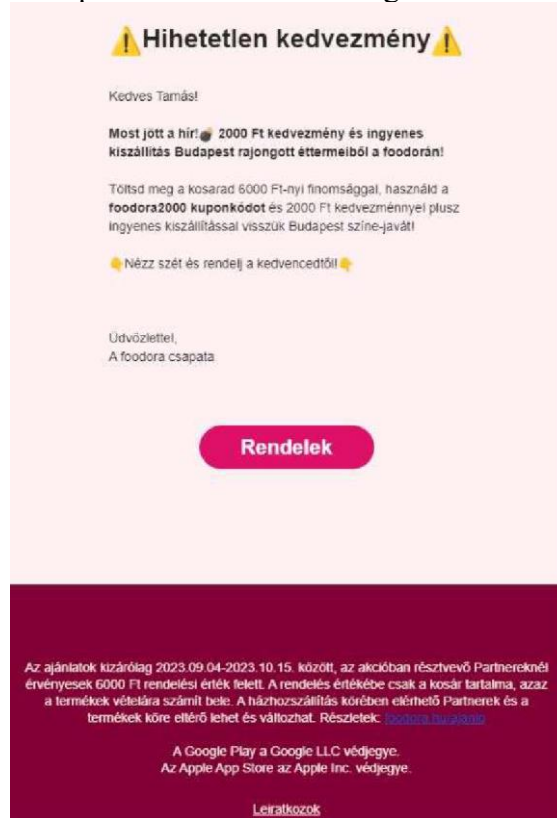 ⚠️Hihetetlen kedvezmény⚠️
Kedves Tamás!
Most jött a hír!💣 2000 Ft kedvezmény és ingyenes
kiszállítás Budapest rajongott éttermeiből a foodorán!
Töltsd meg a kosarad 6000 Ft-nyi finomsággal, használd a
foodora2000 kuponkódot és 2000 Ft kedvezménnyel plusz
ingyenes kiszállítással visszük Budapest színe-javát!
👇Nézz szét és rendelj a kedvencedtől!👇
Üdvözlettel,
A foodora csapata
Rendelek
Az ajánlatok kizárólag 2023.09.04-2023.10.15. között, az akcióban résztvevő Partnereknél
érvényesek 6000 Ft rendelési érték felett. A rendelés értékébe csak a kosár tartalma, azaz
a termékek vételára számít bele. A házhozszállítás körében elérhető Partnerek és a
termékek köre eltérő lehet és változhat. Részletek:
A Google Play a Google LLC védjegye.
Az Apple App Store az Apple Inc. védjegye.
Leiratkozok